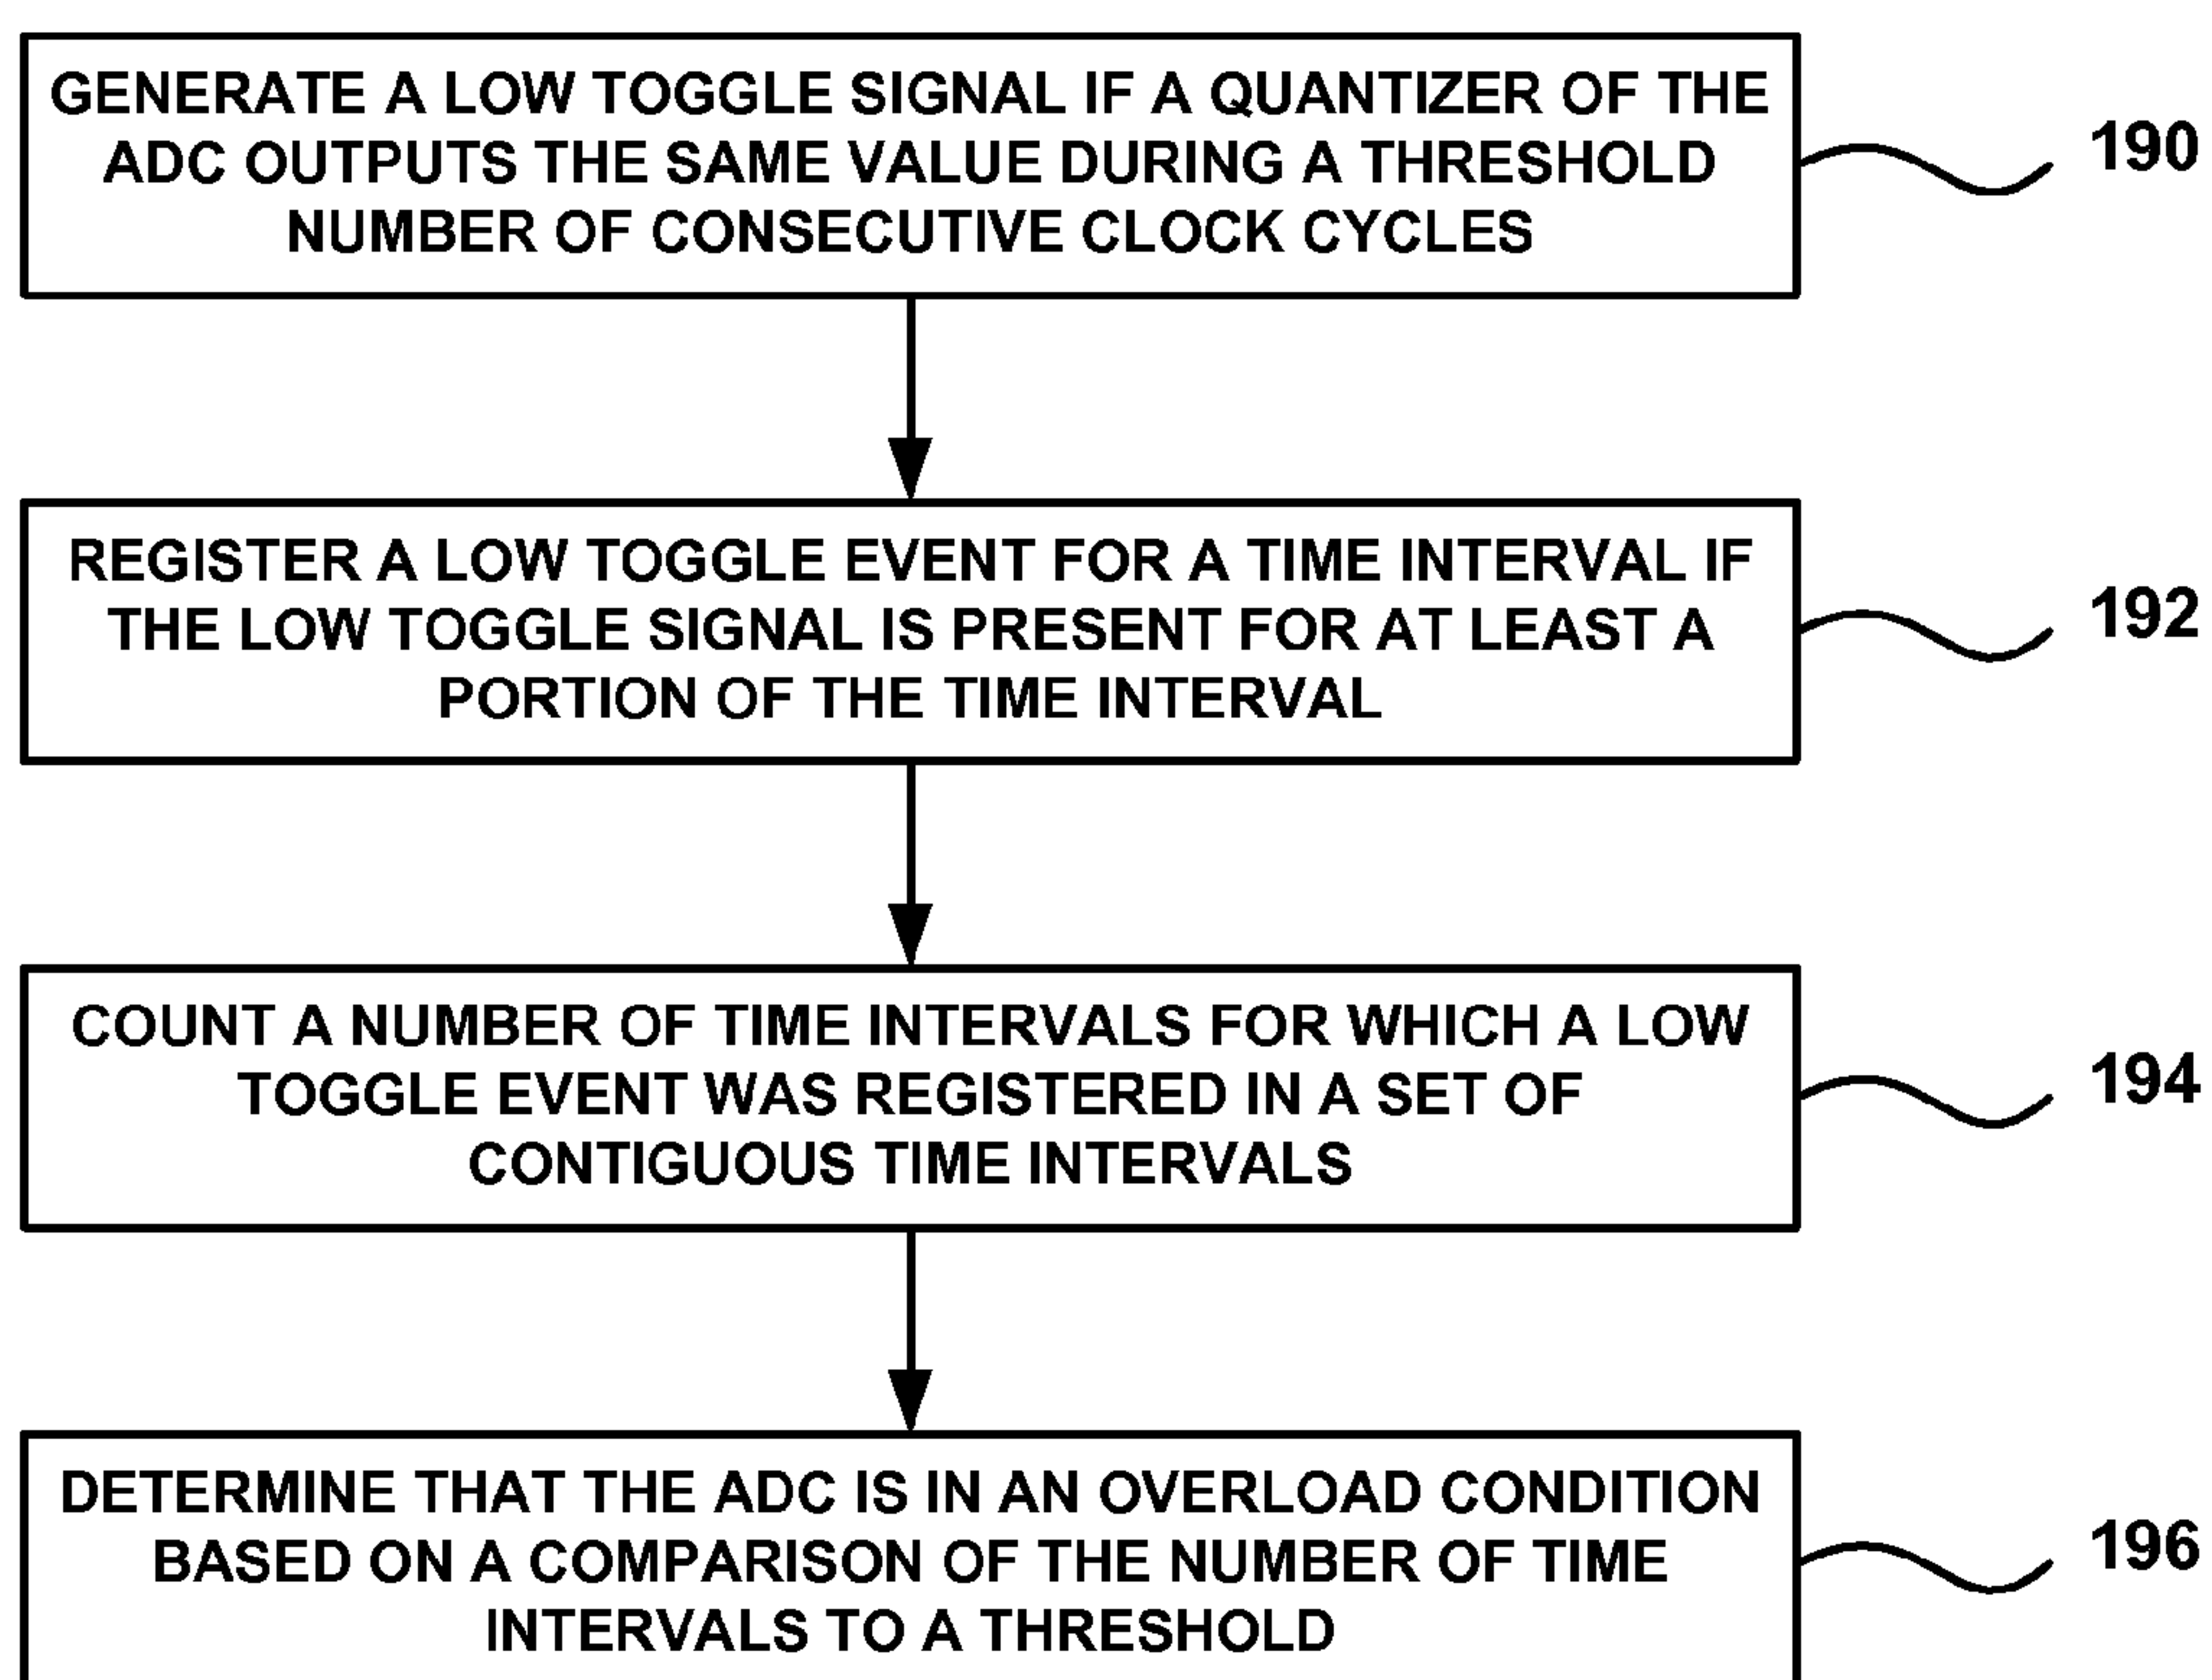 GENERATE A LOW TOGGLE SIGNAL IF A QUANTIZER OF THE
ADC OUTPUTS THE SAME VALUE DURING A THRESHOLD
NUMBER OF CONSECUTIVE CLOCK CYCLES
190
REGISTER A LOW TOGGLE EVENT FOR A TIME INTERVAL IF
THE LOW TOGGLE SIGNAL IS PRESENT FOR AT LEAST A
PORTION OF THE TIME INTERVAL
192
COUNT A NUMBER OF TIME INTERVALS FOR WHICH A LOW
TOGGLE EVENT WAS REGISTERED IN A SET OF
CONTIGUOUS TIME INTERVALS
194
DETERMINE THAT THE ADC IS IN AN OVERLOAD CONDITION
BASED ON A COMPARISON OF THE NUMBER OF TIME
INTERVALS TO A THRESHOLD
196